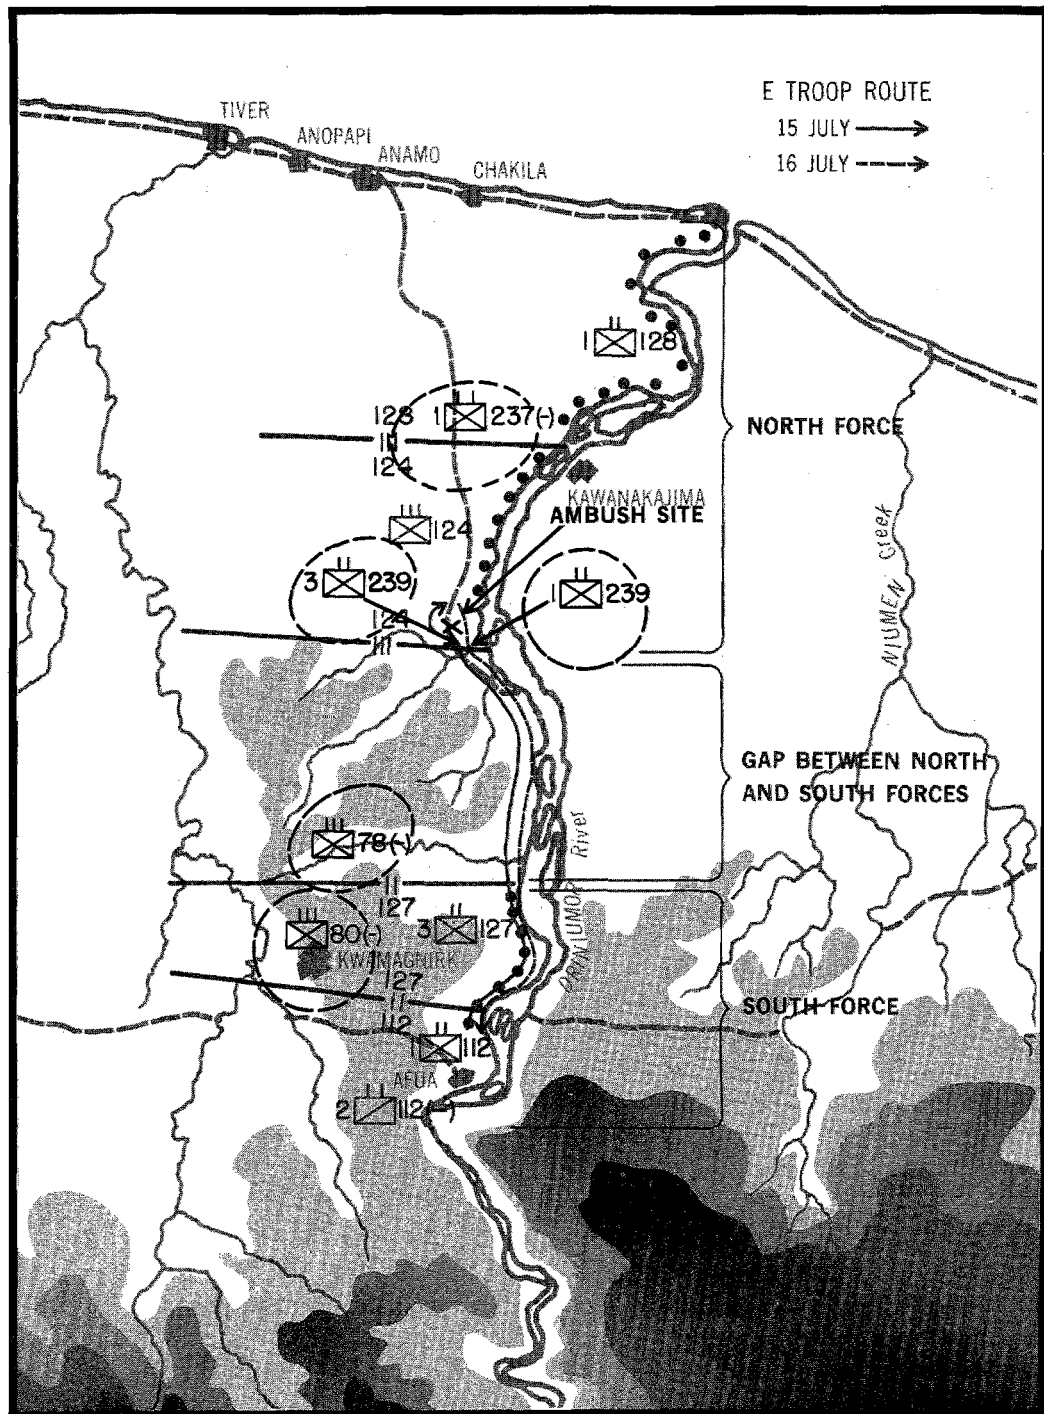 E TROOP ROUTE
15 JULY
16 JULY
TIVER
ANOPAPI
ANAMO
CHAKILA
1 128
128
1 237(-)
124
NORTH FORCE
KAWANAKAJIMA
AMBUSH SITE
124
3 239
1 239
124
NIUMEN Creek
GAP BETWEEN NORTH
AND SOUTH FORCES
78(-)
127
DRINIUMOR River
80(-)
3 127
KWAMAGNIRK
127
112
SOUTH FORCE
1 112
AFUA
2 112(-)